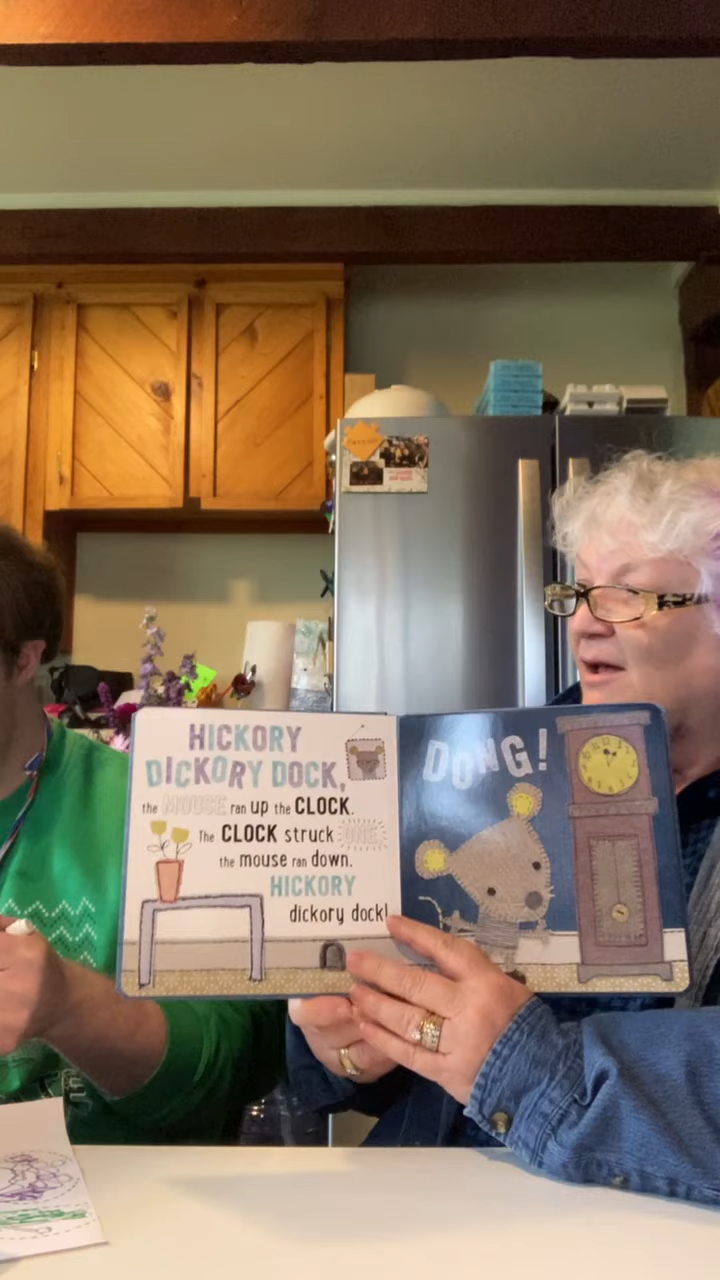 HICKORY
DICKORY DOCK,
the MOUSE ran up the CLOCK.
The CLOCK struck ONE,
the mouse ran down.
HICKORY
dickory dock!
DONG!